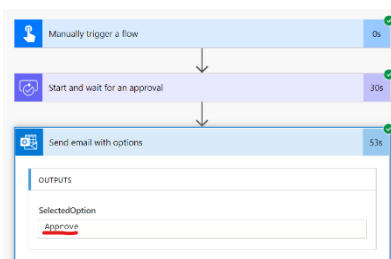 Manually trigger a flow
0s
Start and wait for an approval
30s
Send email with options
53s
OUTPUTS
SelectedOption
Approve